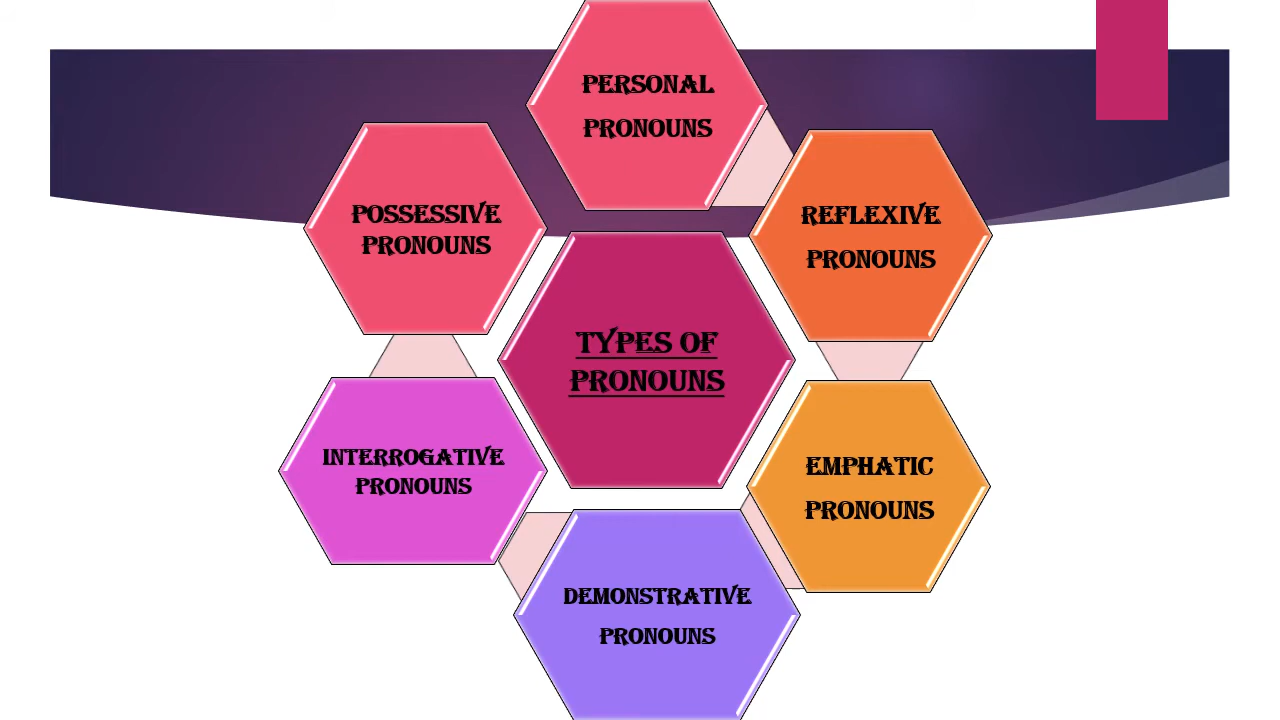 PERSONAL
PRONOUNS
REFLEXIVE
PRONOUNS
EMPHATIC
PRONOUNS
DEMONSTRATIVE
PRONOUNS
INTERROGATIVE
PRONOUNS
POSSESSIVE
PRONOUNS
TYPES OF
PRONOUNS